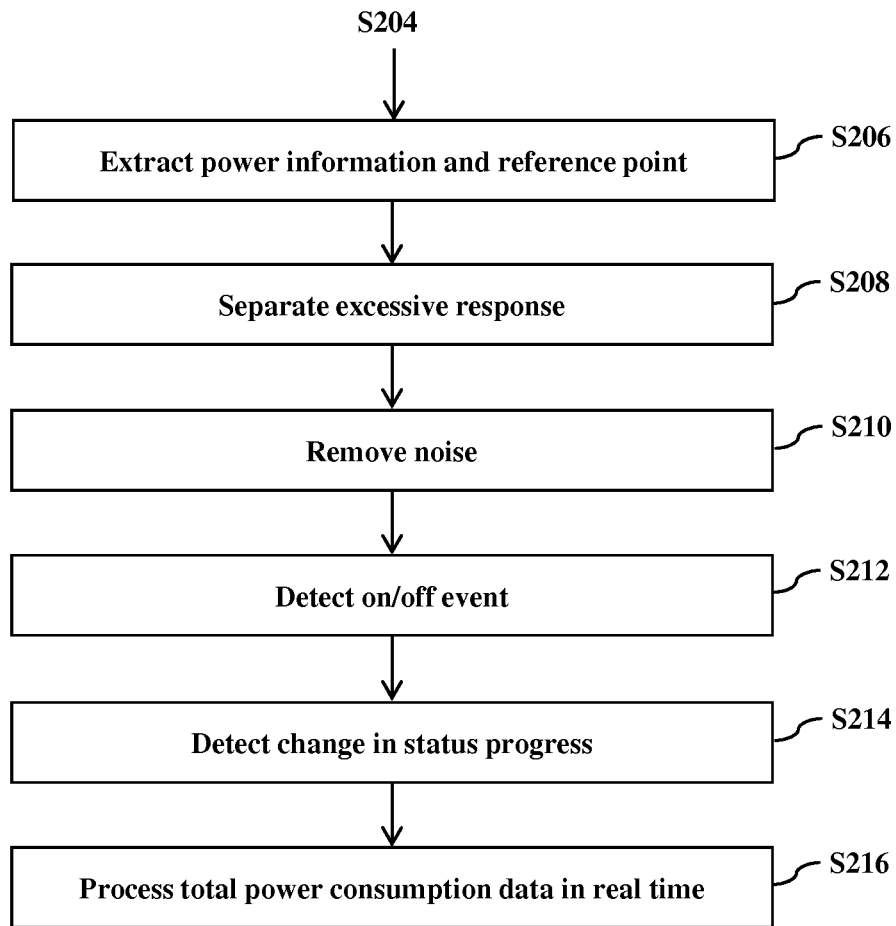 S204
Extract power information and reference point
S206
Separate excessive response
S208
Remove noise
S210
Detect on/off event
S212
Detect change in status progress
S214
Process total power consumption data in real time
S216